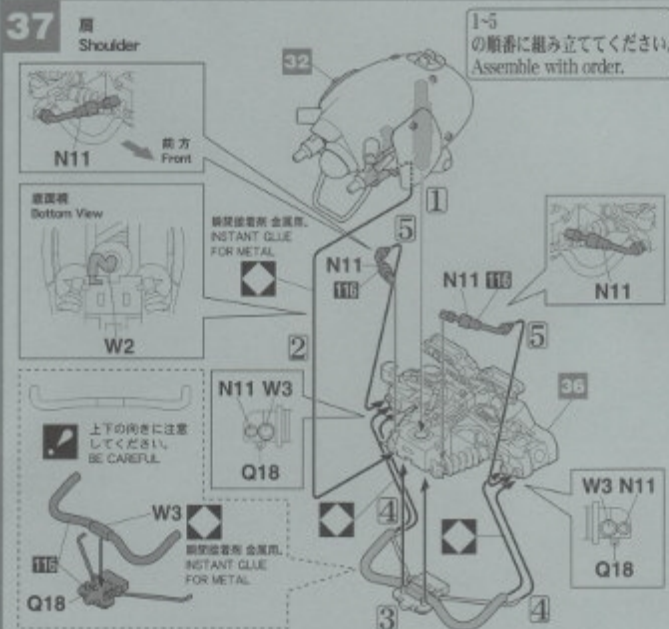 37
肩
Shoulder
1~5
の順番に組み立ててください。
Assemble with order.
32
N11
前方
Front
底面図
Bottom View
W2
瞬間接着剤 金属用。
INSTANT GLUE
FOR METAL
1
5
N11
116
N11 116
N11
5
2
N11 W3
Q18
36
上下の向きに注意
してください。
BE CAREFUL
W3
瞬間接着剤 金属用。
INSTANT GLUE
FOR METAL
116
Q18
4
W3 N11
Q18
3
4